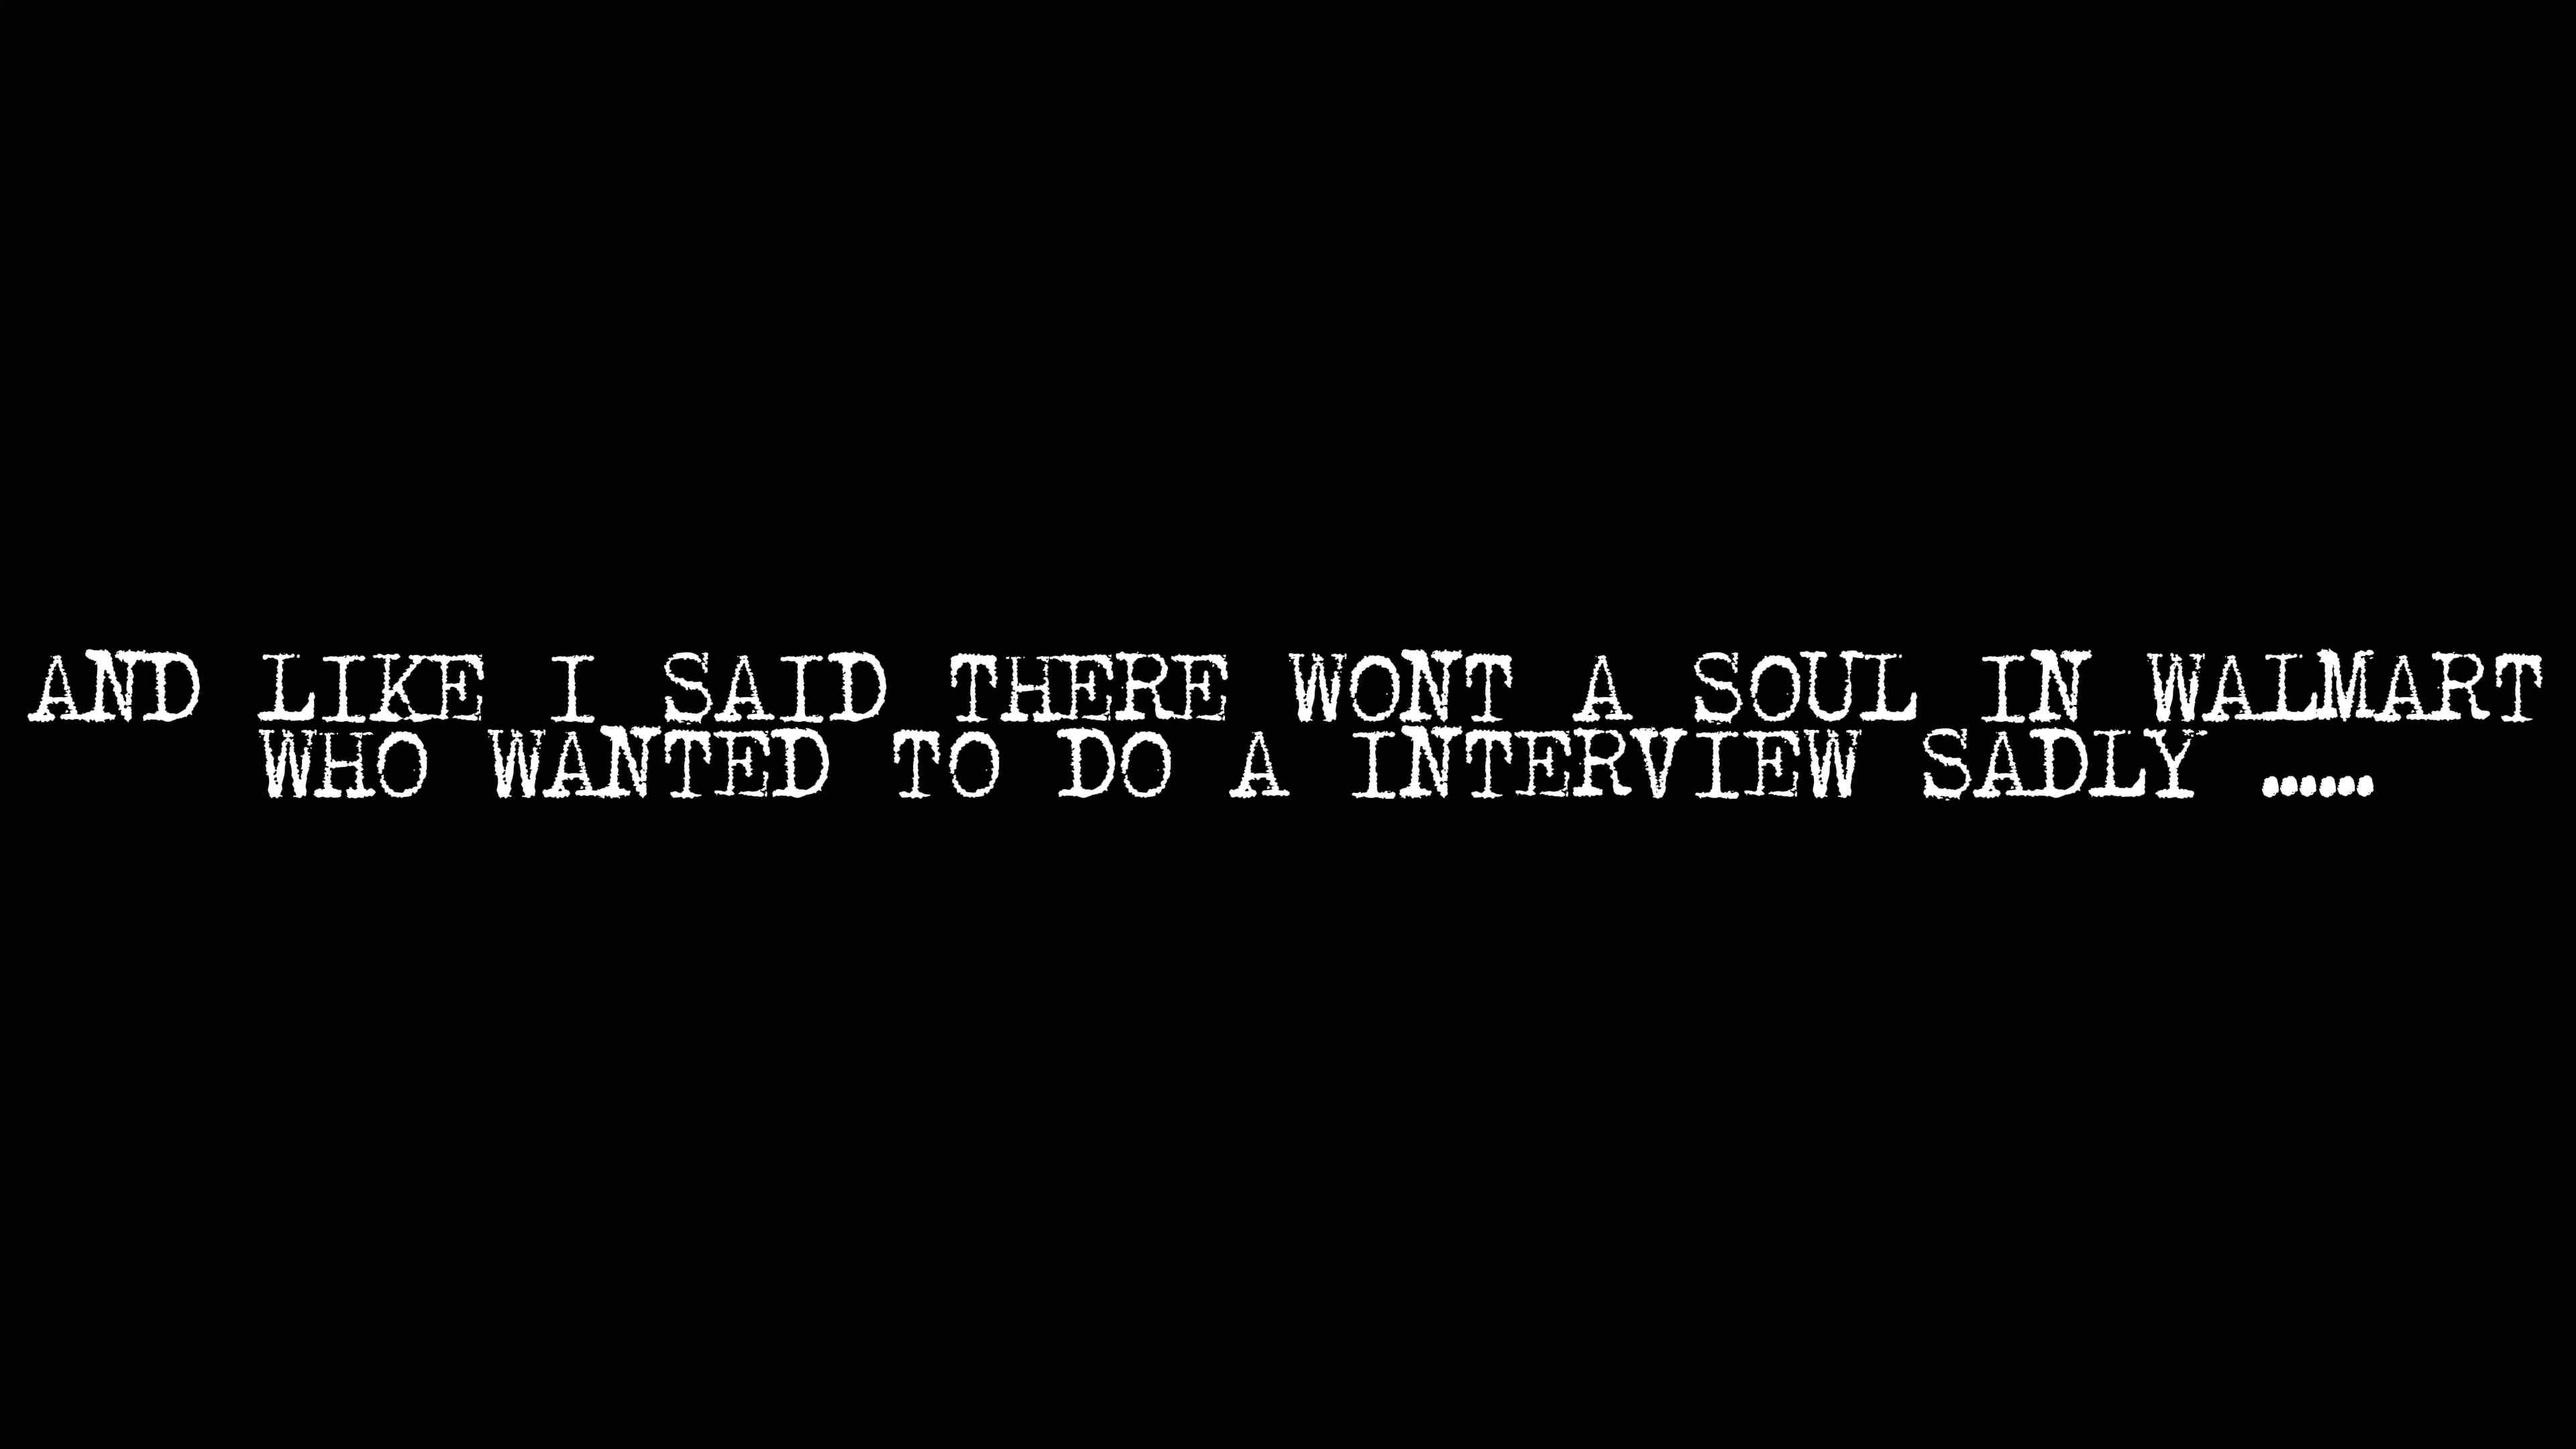 AND LIKE I SAID THERE WONT A SOUL IN WALMART
WHO WANTED TO DO A INTERVIEW SADLY ......